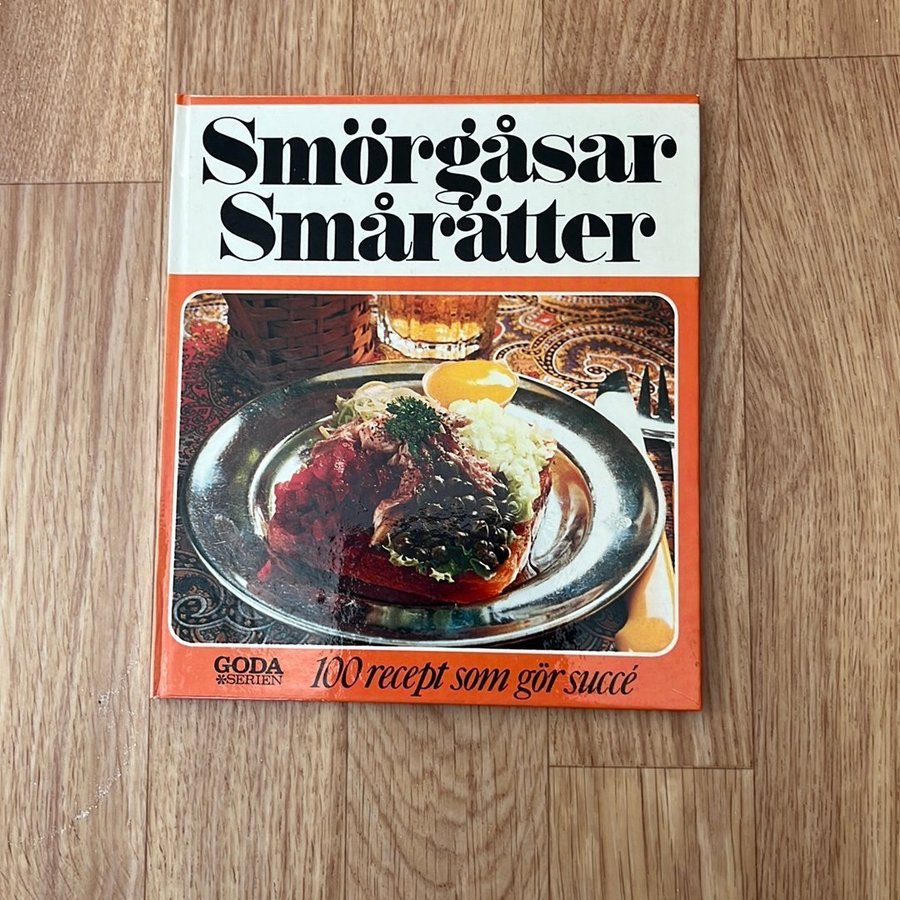 Smörgåsar
Smårätter
GODA
*SERIEN
100 recept som gör succé